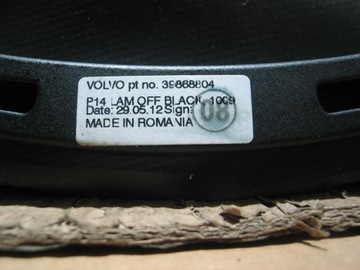 VOLVO pt no. 39868804
P14 LAM OFF BLACK, 1009
Date: 29.05.12 Sign:
08
MADE IN ROMANIA